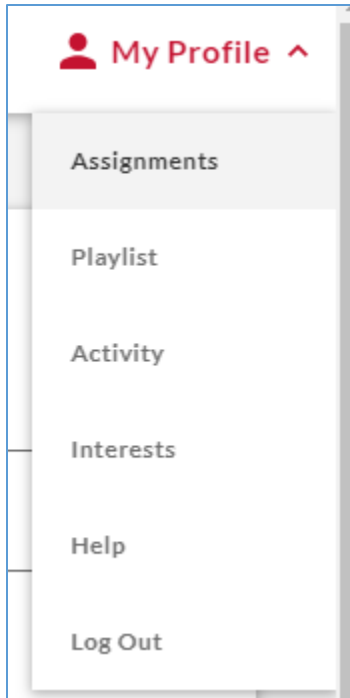 My Profile
Assignments
Playlist
Activity
Interests
Help
Log Out